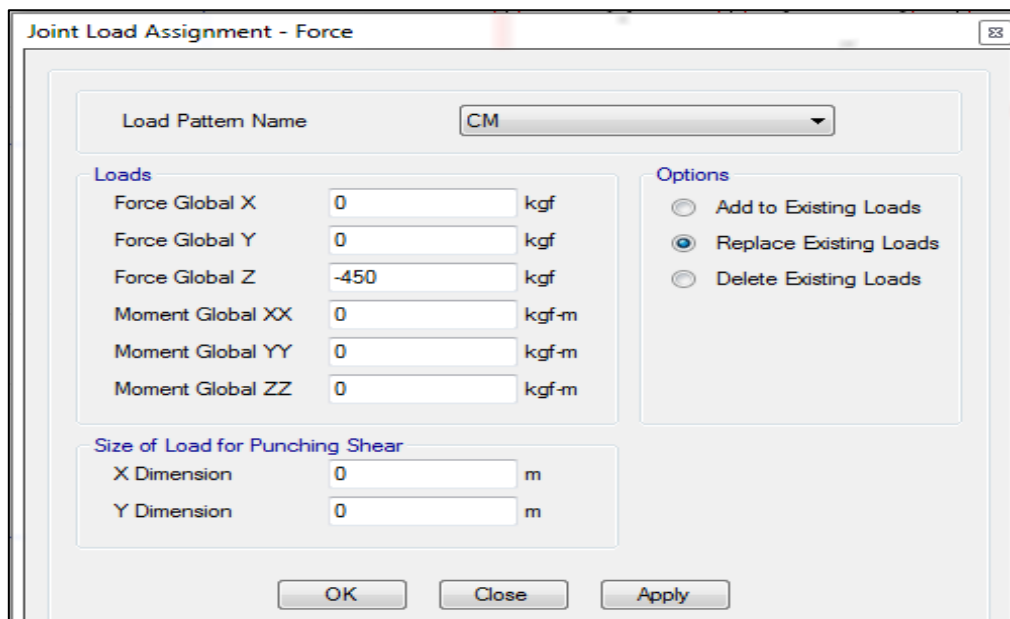 Joint Load Assignment - Force
Load Pattern Name CM
Loads
Force Global X 0 kgf
Force Global Y 0 kgf
Force Global Z -450 kgf
Moment Global XX 0 kgf-m
Moment Global YY 0 kgf-m
Moment Global ZZ 0 kgf-m
Options
Add to Existing Loads
Replace Existing Loads
Delete Existing Loads
Size of Load for Punching Shear
X Dimension 0 m
Y Dimension 0 m
OK Close Apply